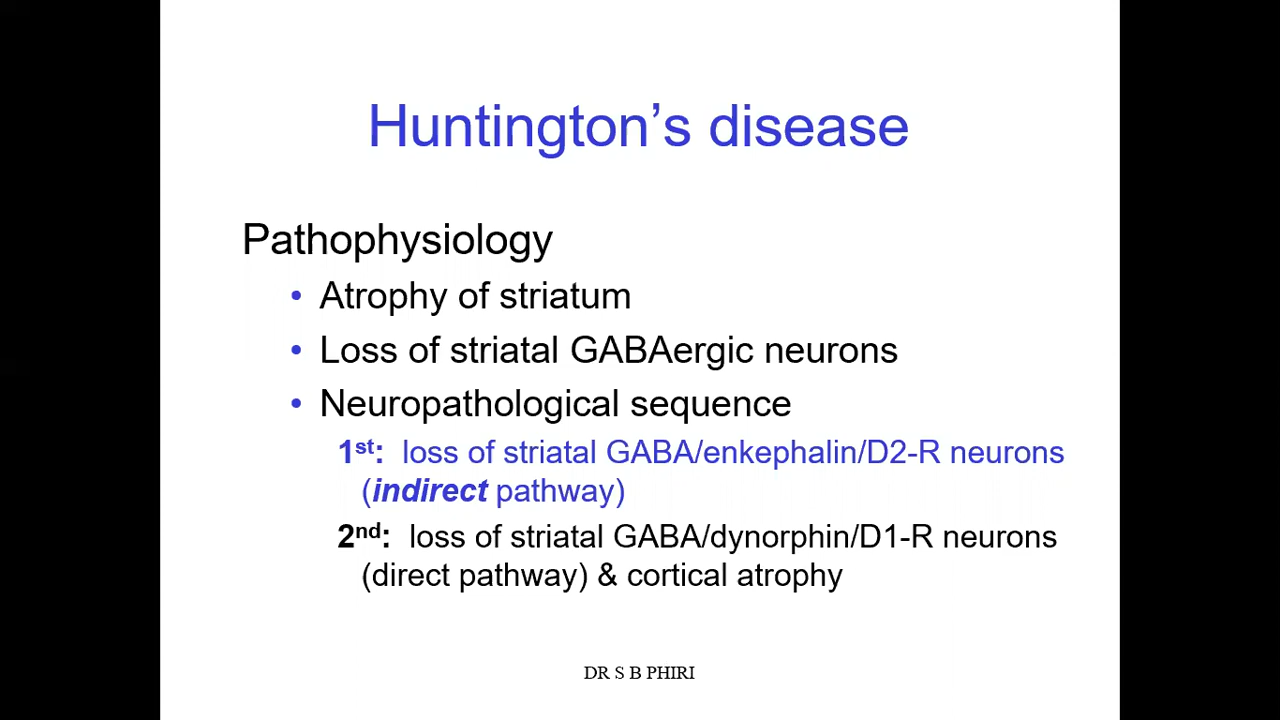 Huntington’s disease
Pathophysiology
• Atrophy of striatum
• Loss of striatal GABAergic neurons
• Neuropathological sequence
1st: loss of striatal GABA/enkephalin/D2-R neurons
(indirect pathway)
2nd: loss of striatal GABA/dynorphin/D1-R neurons
(direct pathway) & cortical atrophy
DR S B PHIRI